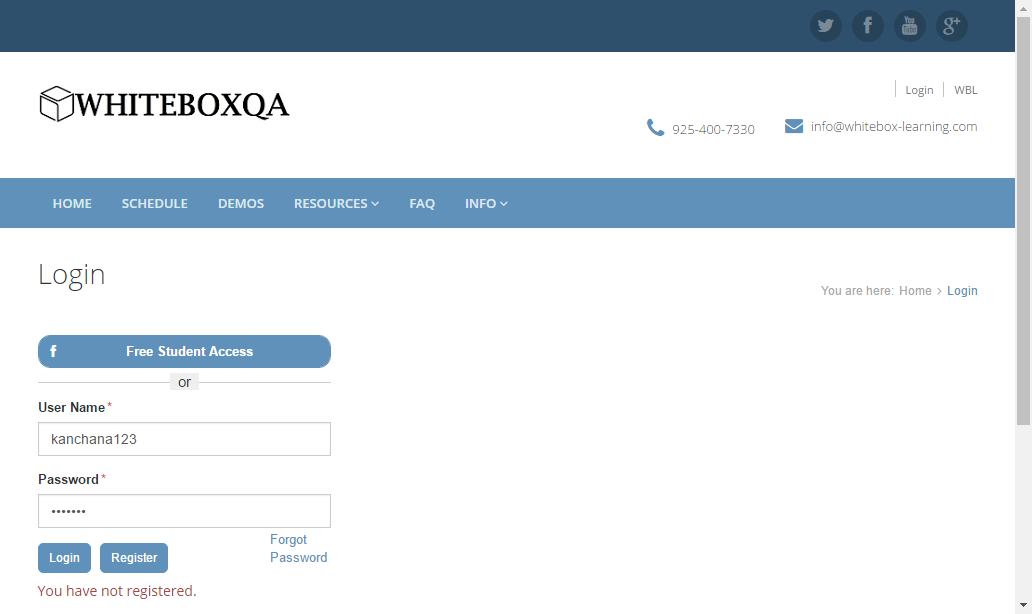 WHITEBOXQA
Login
WBL
925-400-7330
info@whitebox-learning.com
HOME SCHEDULE DEMOS RESOURCES FAQ INFO
Login
You are here: Home > Login
Free Student Access
or
User Name *
kanchana123
Password *
•••••••
Forgot
Password
Login Register
You have not registered.